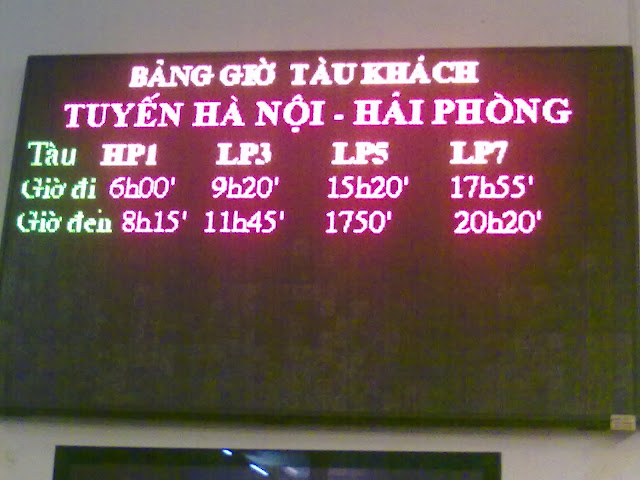 BẢNG GIỜ TÀU KHÁCH
TUYẾN HÀ NỘI - HẢI PHÒNG
Tàu HP1 LP3 LP5 LP7
Giờ đi 6h00' 9h20' 15h20' 17h55'
Giờ đen 8h15' 11h45' 1750' 20h20'